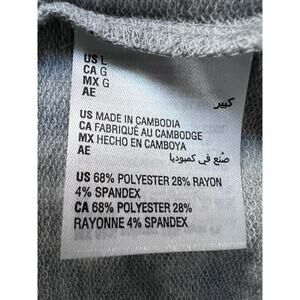 US L
CA G
MX G
AE كبير
US MADE IN CAMBODIA
CA FABRIQUÉ AU CAMBODGE
MX HECHO EN CAMBOYA
AE صُنع في كمبوديا
US 68% POLYESTER 28% RAYON
4% SPANDEX
CA 68% POLYESTER 28%
RAYONNE 4% SPANDEX